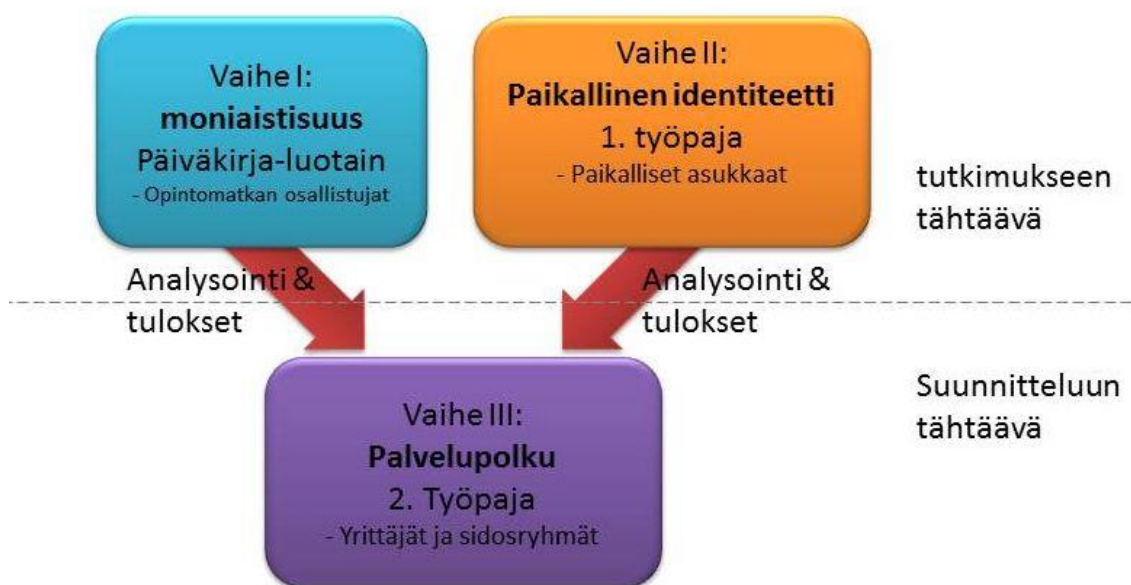 Vaihe I:
moniaistisuus
Päiväkirja-luotain
- Opintomatkan osallistujat
Vaihe II:
Paikallinen identiteetti
1. työpaja
- Paikalliset asukkaat
tutkimukseen
tähtäävä
Analysointi &
tulokset
Analysointi &
tulokset
Vaihe III:
Palvelupolku
2. Työpaja
- Yrittäjät ja sidosryhmät
Suunnitteluun
tähtäävä